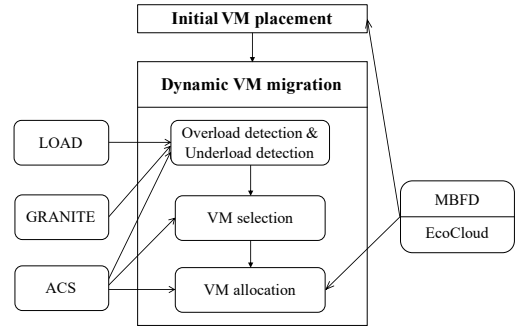 Initial VM placement
Dynamic VM migration
LOAD
Overload detection &
Underload detection
GRANITE
VM selection
MBFD
EcoCloud
ACS
VM allocation